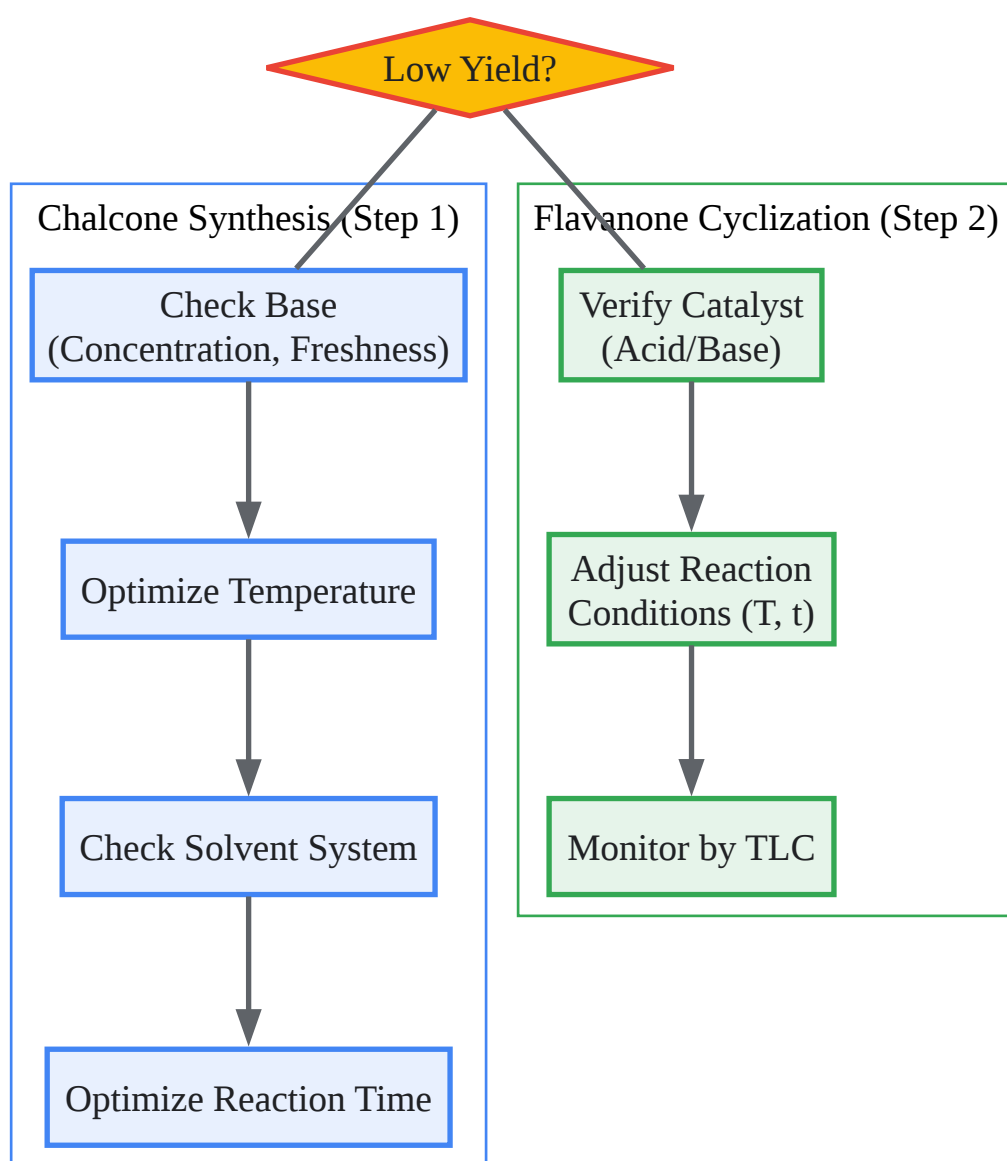 Low Yield?
Chalcone Synthesis (Step 1)
Check Base
(Concentration, Freshness)
Optimize Temperature
Check Solvent System
Optimize Reaction Time
Flavanone Cyclization (Step 2)
Verify Catalyst
(Acid/Base)
Adjust Reaction
Conditions (T, t)
Monitor by TLC